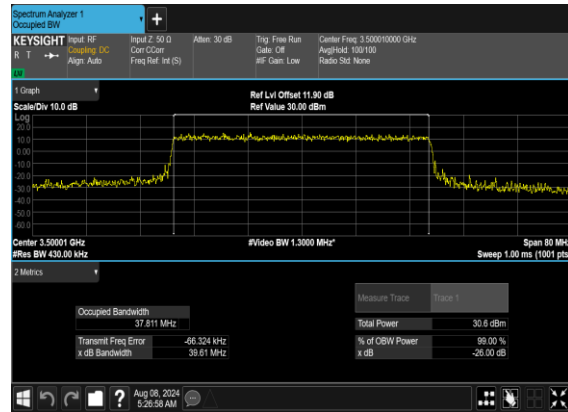 Spectrum Analyzer 1
Occupied BW
+
KEYSIGHT
R T
LXI
Input: RF
Coupling: DC
Align: Auto
Input Z: 50 Ω
Corr CCorr
Freq Ref: Int (S)
Atten: 30 dB
Trig: Free Run
Gate: Off
#IF Gain: Low
Center Freq: 3.500010000 GHz
Avg|Hold: 100/100
Radio Std: None
1 Graph
Scale/Div 10.0 dB
Ref Lvl Offset 11.90 dB
Ref Value 30.00 dBm
Log
20.0
10.0
0.00
-10.0
-20.0
-30.0
-40.0
-50.0
-60.0
Center 3.50001 GHz
#Res BW 430.00 kHz
#Video BW 1.3000 MHz*
Span 80 MHz
Sweep 1.00 ms (1001 pts)
2 Metrics
Occupied Bandwidth
37.811 MHz
Transmit Freq Error -66.324 kHz
x dB Bandwidth 39.61 MHz
Measure Trace Trace 1
Total Power 30.6 dBm
% of OBW Power 99.00 %
x dB -26.00 dB
?
Aug 08, 2024
5:26:58 AM